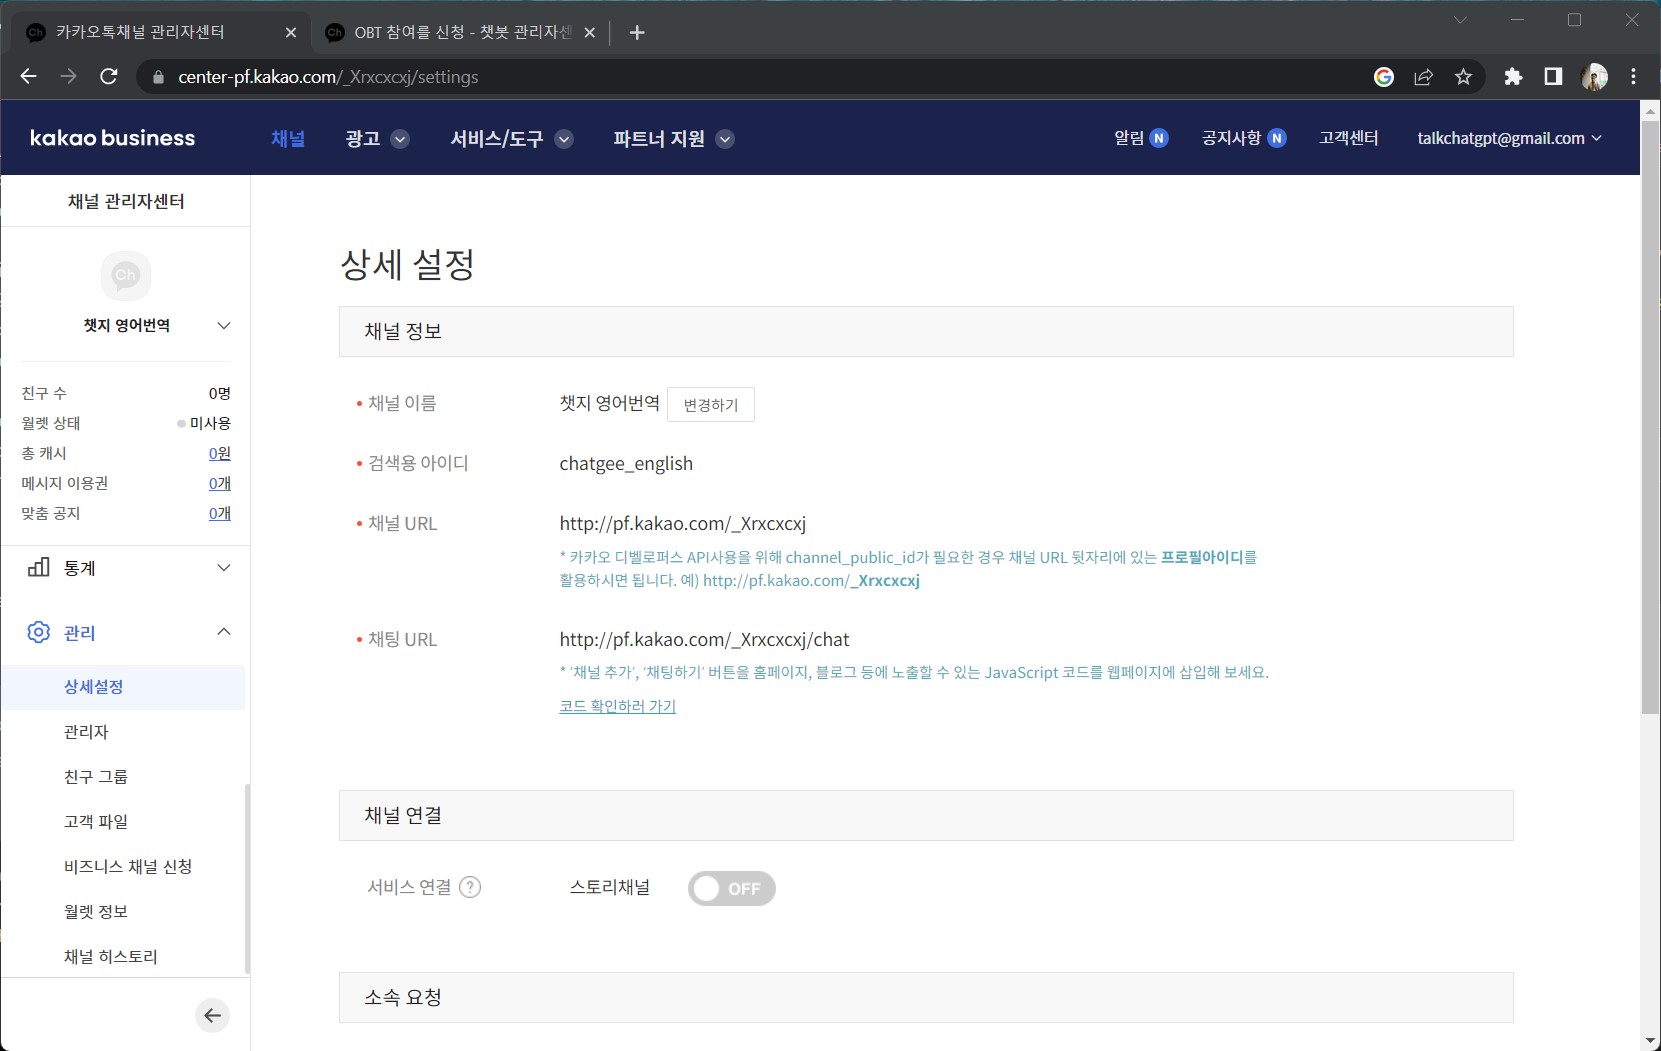 카카오톡채널 관리자센터
OBT 참여를 신청 - 챗봇 관리자센
center-pf.kakao.com/_Xrxcxcxj/settings
kakao business
채널
광고
서비스/도구
파트너 지원
알림 N
공지사항 N
고객센터
talkchatgpt@gmail.com
채널 관리자센터
Ch
챗지 영어번역
친구 수 0명
월렛 상태 미사용
총 캐시 0원
메시지 이용권 0개
맞춤 공지 0개
통계
관리
상세설정
관리자
친구 그룹
고객 파일
비즈니스 채널 신청
월렛 정보
채널 히스토리
상세 설정
채널 정보
채널 이름 챗지 영어번역 변경하기
검색용 아이디 chatgee_english
채널 URL http://pf.kakao.com/_Xrxcxcxj
* 카카오 디벨로퍼스 API사용을 위해 channel_public_id가 필요한 경우 채널 URL 뒷자리에 있는 프로필아이디를
활용하시면 됩니다. 예) http://pf.kakao.com/_Xrxcxcxj
채팅 URL http://pf.kakao.com/_Xrxcxcxj/chat
* '채널 추가', '채팅하기' 버튼을 홈페이지, 블로그 등에 노출할 수 있는 JavaScript 코드를 웹페이지에 삽입해 보세요.
코드 확인하러 가기
채널 연결
서비스 연결 ? 스토리채널 OFF
소속 요청